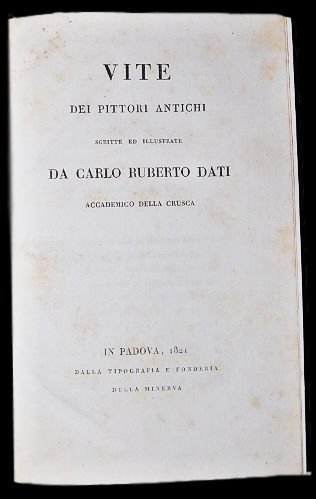 VITE
DEI PITTORI ANTICHI
SCRITTE ED ILLUSTRATE
DA CARLO RUBERTO DATI
ACCADEMICO DELLA CRUSCA
IN PADOVA, 1821
DALLA TIPOGRAFIA E FONDERIA
DELLA MINERVA